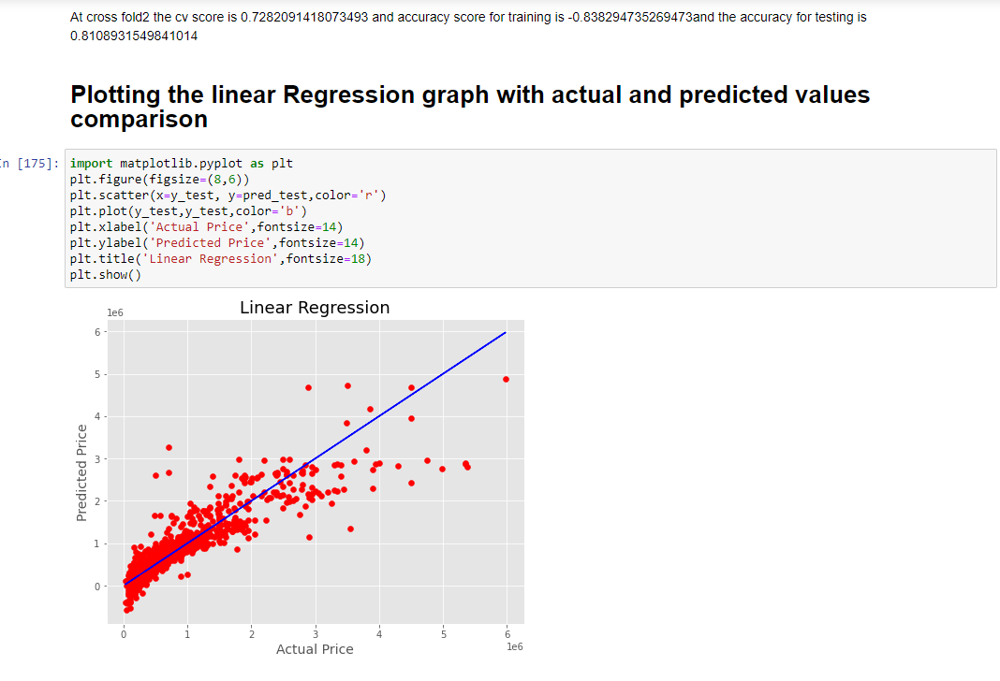 At cross fold2 the cv score is 0.7282091418073493 and accuracy score for training is -0.838294735269473and the accuracy for testing is
0.8108931549841014
Plotting the linear Regression graph with actual and predicted values
comparison
In [175]:
import matplotlib.pyplot as plt
plt.figure(figsize=(8,6))
plt.scatter(x=y_test, y=pred_test,color='r')
plt.plot(y_test,y_test,color='b')
plt.xlabel('Actual Price',fontsize=14)
plt.ylabel('Predicted Price',fontsize=14)
plt.title('Linear Regression',fontsize=18)
plt.show()
Linear Regression
1e6
6
5
4
3
2
1
0
Predicted Price
0 1 2 3 4 5 6
1e6
Actual Price